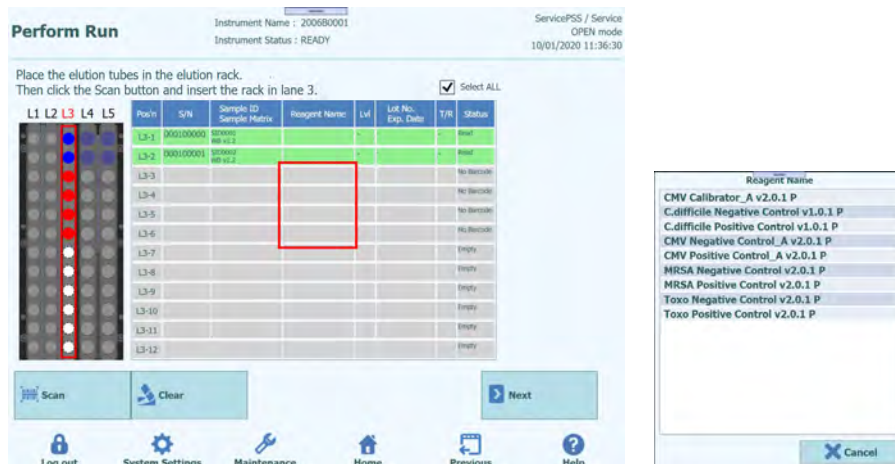 Perform Run
Instrument Name : 200680001
Instrument Status : READY
ServicePSS / Service
OPEN mode
10/01/2020 11:36:30
Place the elution tubes in the elution rack.
Then click the Scan button and insert the rack in lane 3.
Select ALL
L1 L2 L3 L4 L5
Pos'n S/N Sample ID Sample Matrix Reagent Name Lvl Lot No. Exp. Date T/R Status
L3-1 000100000 - - Read
L3-2 000100001 - - Read
L3-3 No Barcode
L3-4 No Barcode
L3-5 No Barcode
L3-6 No Barcode
L3-7 Empty
L3-8 Empty
L3-9 Empty
L3-10 Empty
L3-11 Empty
L3-12 Empty
Scan
Clear
Next
Log out
System Settings
Maintenance
Home
Previous
Help
Reagent Name
CMV Calibrator_A v2.0.1 P
C.difficile Negative Control v1.0.1 P
C.difficile Positive Control v1.0.1 P
CMV Negative Control_A v2.0.1 P
CMV Positive Control_A v2.0.1 P
MRSA Negative Control v2.0.1 P
MRSA Positive Control v2.0.1 P
Toxo Negative Control v2.0.1 P
Toxo Positive Control v2.0.1 P
Cancel